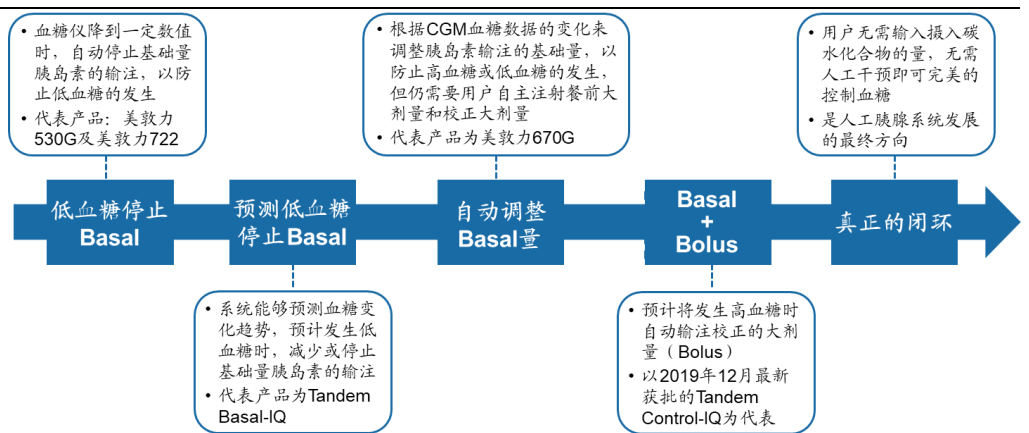 • 血糖仪降到一定数值
时，自动停止基础量
胰岛素的输注，以防
止低血糖的发生
• 代表产品：美敦力
530G及美敦力722
• 根据CGM血糖数据的变化来
调整胰岛素输注的基础量，以
防止高血糖或低血糖的发生，
但仍需要用户自主注射餐前大
剂量和校正大剂量
• 代表产品为美敦力670G
• 用户无需输入摄入碳
水化合物的量，无需
人工干预即可完美的
控制血糖
• 是人工胰腺系统发展
的最终方向
低血糖停止
Basal
预测低血糖
停止Basal
自动调整
Basal量
Basal
+
Bolus
真正的闭环
• 系统能够预测血糖变
化趋势，预计发生低
血糖时，减少或停止
基础量胰岛素的输注
• 代表产品为Tandem
Basal-IQ
• 预计将发生高血糖时
自动输注校正的大剂
量（Bolus）
• 以2019年12月最新
获批的Tandem
Control-IQ为代表